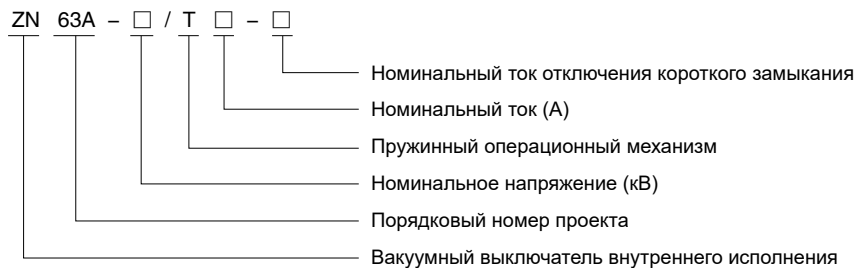 ZN 63A – □ / T □ – □
Номинальный ток отключения короткого замыкания
Номинальный ток (А)
Пружинный операционный механизм
Номинальное напряжение (кВ)
Порядковый номер проекта
Вакуумный выключатель внутреннего исполнения